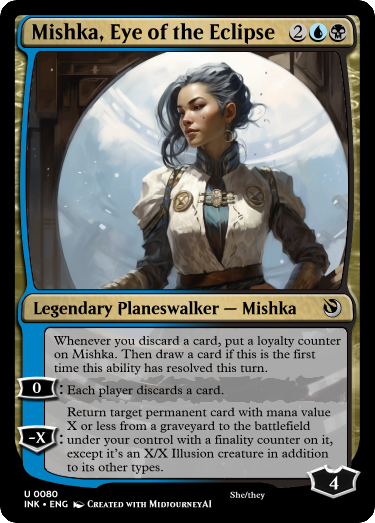 Mishka, Eye of the Eclipse 2
Legendary Planeswalker — Mishka
Whenever you discard a card, put a loyalty counter
on Mishka. Then draw a card if this is the first
time this ability has resolved this turn.
0 : Each player discards a card.
Return target permanent card with mana value
X or less from a graveyard to the battlefield
-X : under your control with a finality counter on it,
except it's an X/X Illusion creature in addition
to its other types.
4
She/they
U 0080
INK • ENG Created with MidjourneyAI